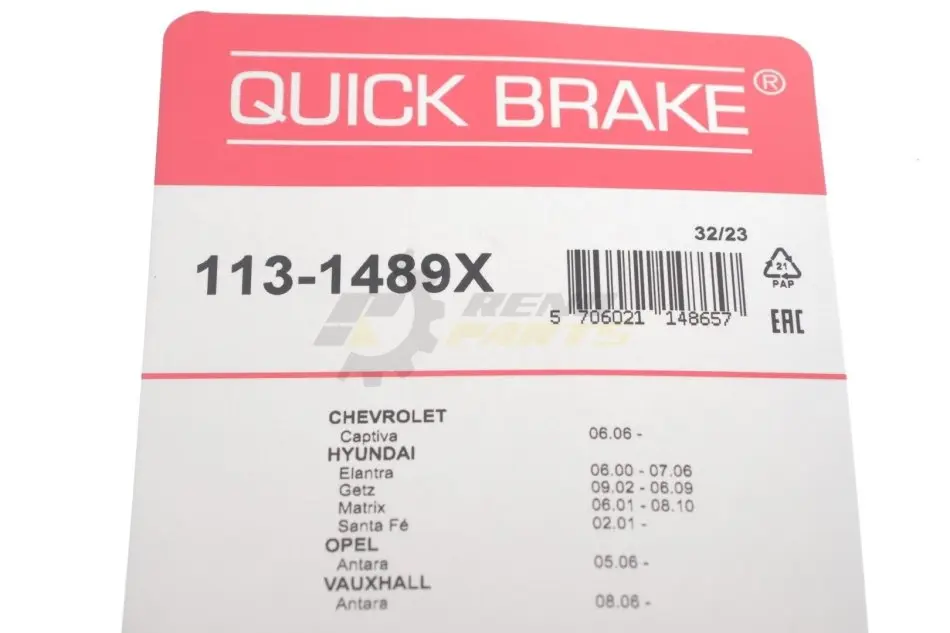 QUICK BRAKE®
32/23
113-1489X
5 706021 148657
21
PAP
EAC
PARTS
CHEVROLET
Captiva 06.06 -
HYUNDAI
Elantra 06.00 - 07.06
Getz 09.02 - 06.09
Matrix 06.01 - 08.10
Santa Fé 02.01 -
OPEL
Antara 05.06 -
VAUXHALL
Antara 08.06 -